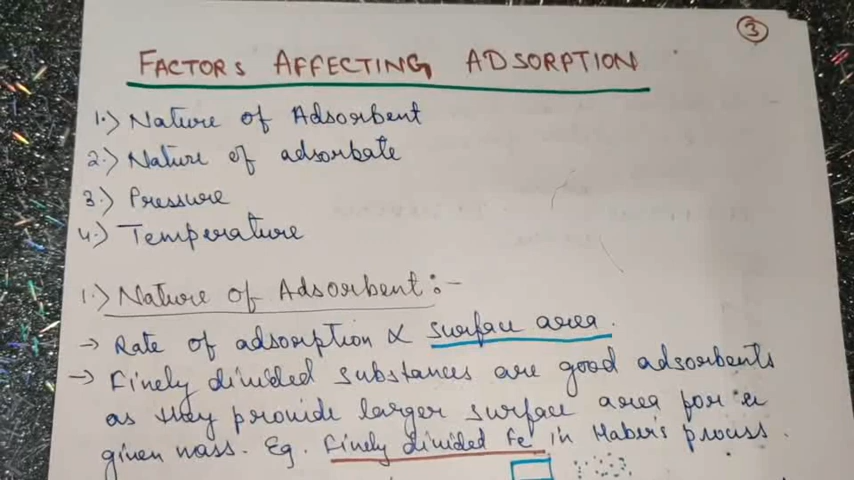 3
FACTORS AFFECTING ADSORPTION
1.) Nature of Adsorbent
2.) Nature of adsorbate
3.) Pressure
4.) Temperature
1.) Nature of Adsorbent :-
→ Rate of adsorption ∝ surface area.
→ Finely divided substances are good adsorbents
as they provide larger surface area for a
given mass. Eg. Finely divided Fe in Haber's process.